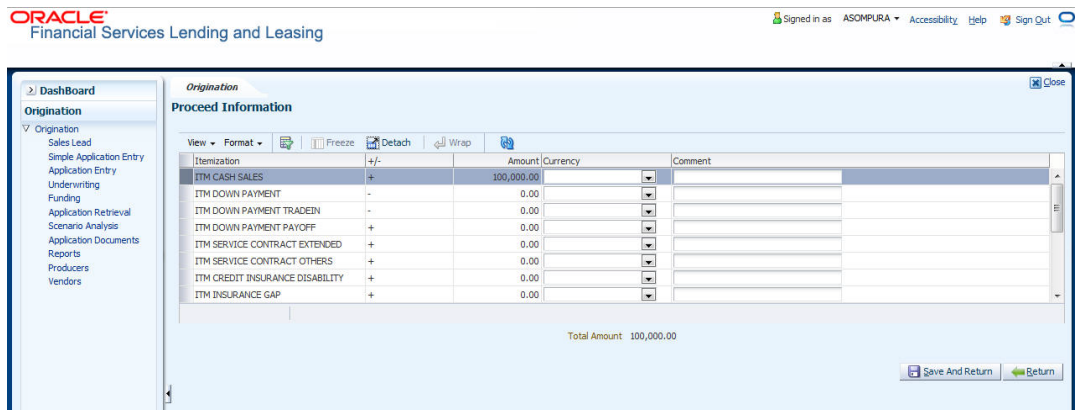 ORACLE®
Financial Services Lending and Leasing
Signed in as ASOMPURA Accessibility Help Sign Out
Close
DashBoard
Origination
Origination
Sales Lead
Simple Application Entry
Application Entry
Underwriting
Funding
Application Retrieval
Scenario Analysis
Application Documents
Reports
Producers
Vendors
Origination
Proceed Information
View Format Freeze Detach Wrap
Itemization +/- Amount Currency Comment
ITM CASH SALES + 100,000.00
ITM DOWN PAYMENT - 0.00
ITM DOWN PAYMENT TRADEIN - 0.00
ITM DOWN PAYMENT PAYOFF + 0.00
ITM SERVICE CONTRACT EXTENDED + 0.00
ITM SERVICE CONTRACT OTHERS + 0.00
ITM CREDIT INSURANCE DISABILITY + 0.00
ITM INSURANCE GAP + 0.00
Total Amount 100,000.00
Save And Return Return